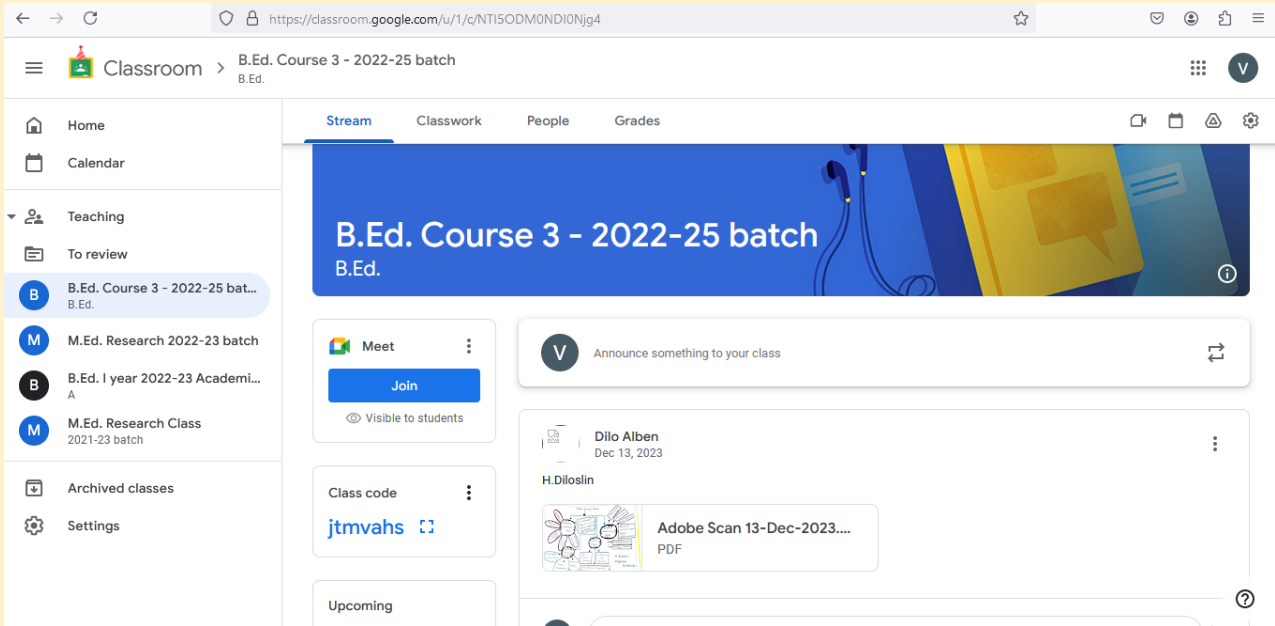 https://classroom.google.com/u/1/c/NTI5ODM0NDI0Njg4
Classroom
B.Ed. Course 3 - 2022-25 batch
B.Ed.
V
Home
Calendar
Teaching
To review
B
B.Ed. Course 3 - 2022-25 bat...
B.Ed.
M
M.Ed. Research 2022-23 batch
B
B.Ed. I year 2022-23 Academi...
A
M
M.Ed. Research Class
2021-23 batch
Archived classes
Settings
Stream Classwork People Grades
B.Ed. Course 3 - 2022-25 batch
B.Ed.
Meet
Join
Visible to students
Class code
jtmvahs
Upcoming
V
Announce something to your class
Dilo Alben
Dec 13, 2023
H.Diloslin
Adobe Scan 13-Dec-2023....
PDF